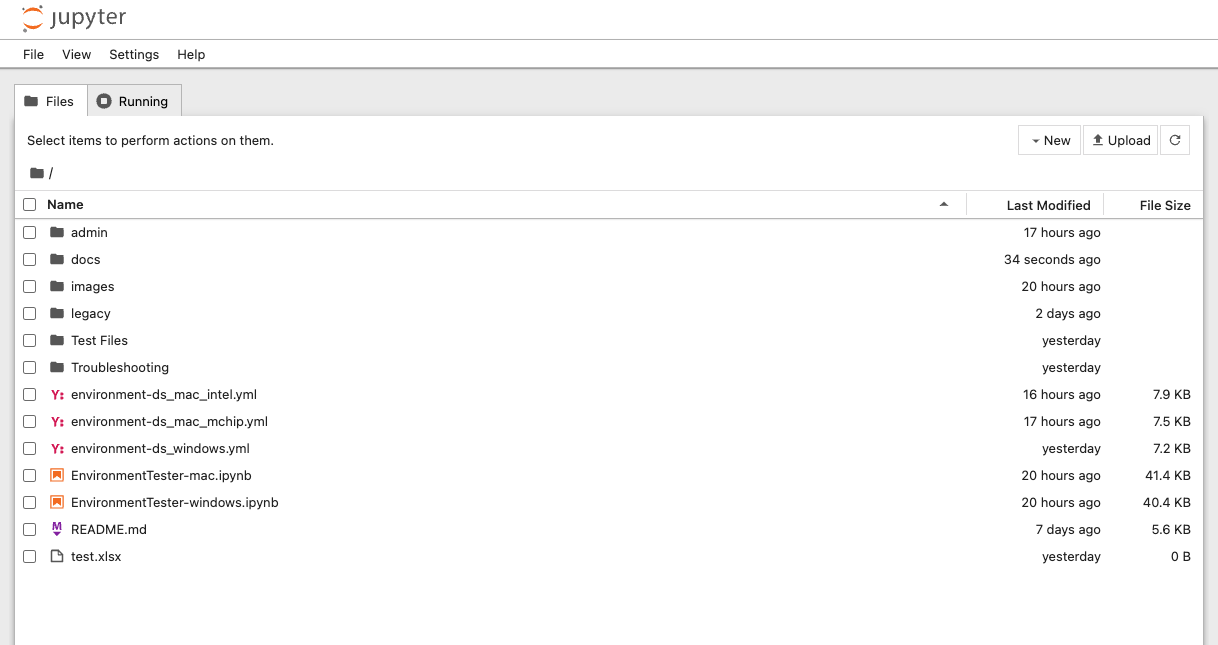 jupyter
File View Settings Help
Files Running
Select items to perform actions on them. New Upload
/
Name Last Modified File Size
admin 17 hours ago
docs 34 seconds ago
images 20 hours ago
legacy 2 days ago
Test Files yesterday
Troubleshooting yesterday
Y: environment-ds_mac_intel.yml 16 hours ago 7.9 KB
Y: environment-ds_mac_mchip.yml 17 hours ago 7.5 KB
Y: environment-ds_windows.yml yesterday 7.2 KB
EnvironmentTester-mac.ipynb 20 hours ago 41.4 KB
EnvironmentTester-windows.ipynb 20 hours ago 40.4 KB
M README.md 7 days ago 5.6 KB
test.xlsx yesterday 0 B